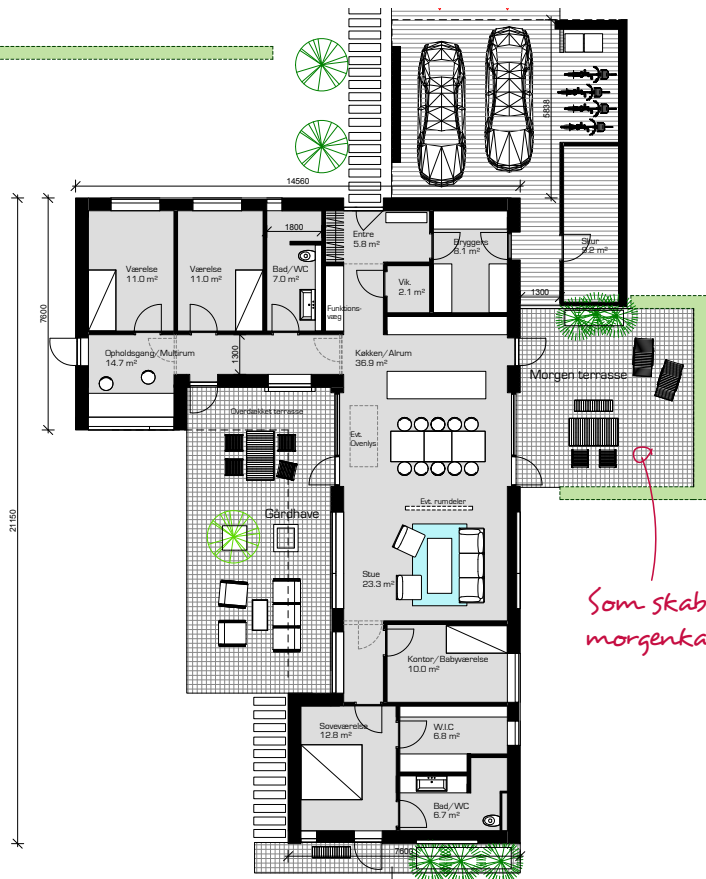 5838
14560
1800
Entre
5.8 m²
Bryggers
8.1 m²
Skur
9.2 m²
Værelse
11.0 m²
Værelse
11.0 m²
Bad/WC
7.0 m²
Vik.
2.1 m²
1300
Funktions-
væg
7600
1300
Opholdsgang/Multirum
14.7 m²
Køkken/Alrum
36.9 m²
Morgen terrasse
Overdækket terrasse
Evt.
Ovenlys
Evt. rumdeler
Gårdhave
21150
Stue
23.3 m²
Som skab
morgenka
Kontor/Babyværelse
10.0 m²
Soveværelse
12.8 m²
W.I.C
6.8 m²
Bad/WC
6.7 m²
7600